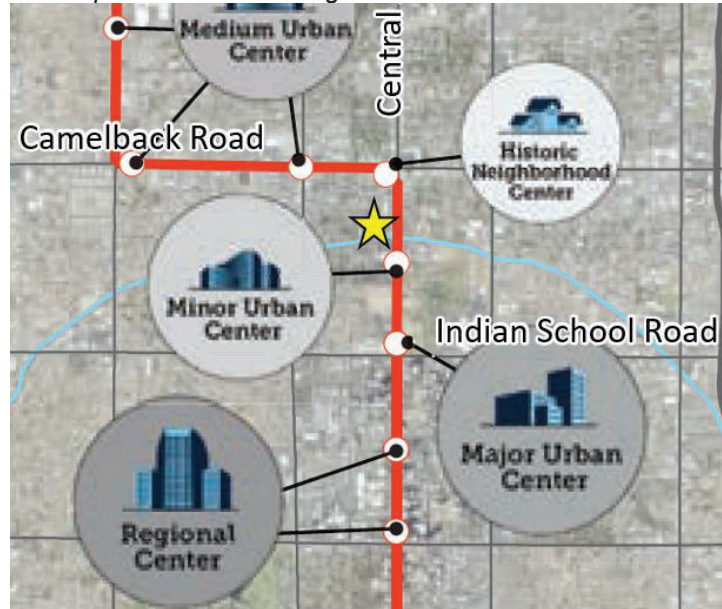 Medium Urban
Center
Central
Camelback Road
Historic
Neighborhood
Center
Minor Urban
Center
Indian School Road
Major Urban
Center
Regional
Center